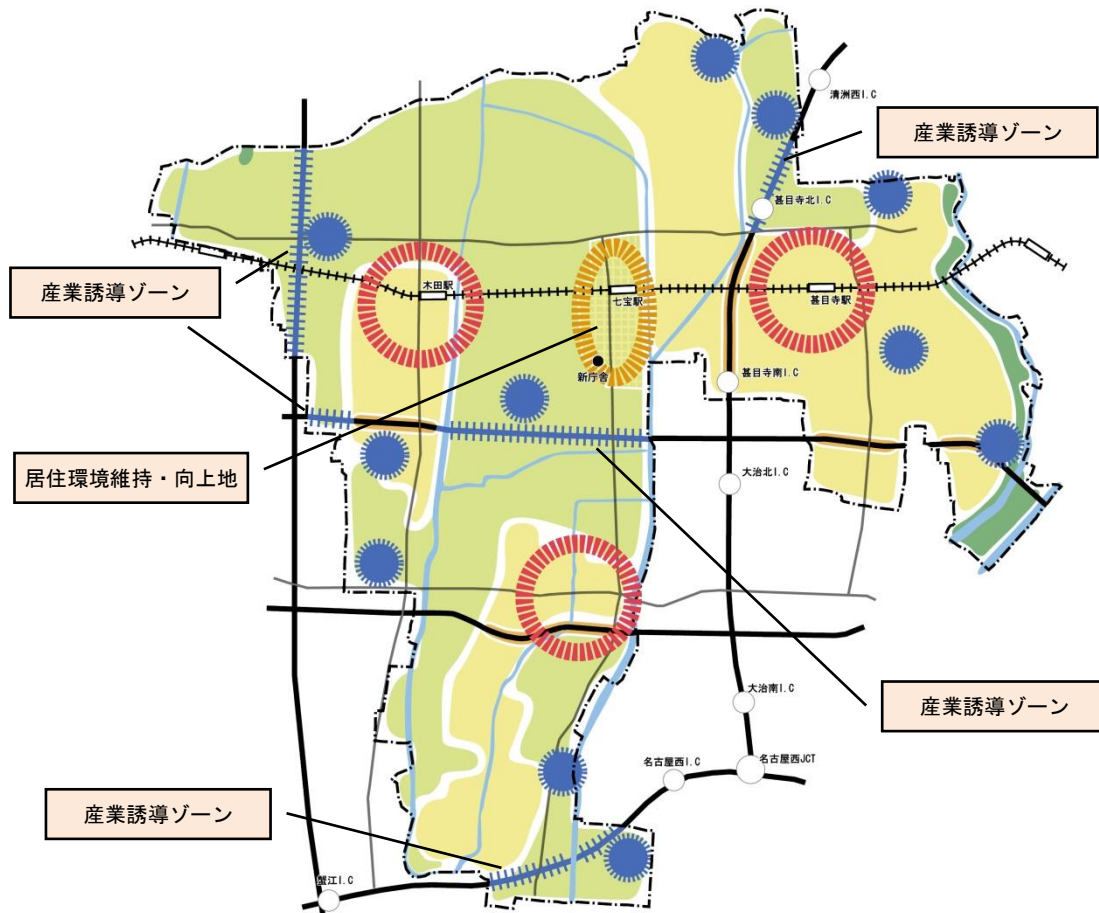 清洲西I.C
産業誘導ゾーン
甚目寺北I.C
産業誘導ゾーン
木田駅
七宝駅
甚目寺駅
新庁舎
甚目寺南I.C
居住環境維持・向上地
大治北I.C
産業誘導ゾーン
大治南I.C
名古屋西I.C
名古屋西JCT
産業誘導ゾーン
蟹江I.C